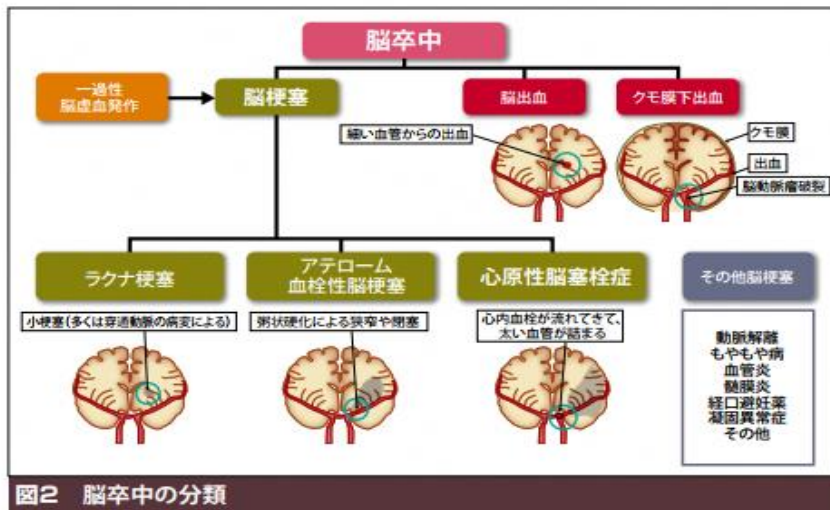 脳卒中
一過性
脳虚血発作
脳梗塞
脳出血
クモ膜下出血
細い血管からの出血
クモ膜
出血
脳動脈瘤破裂
ラクナ梗塞
アテローム
血栓性脳梗塞
心原性脳塞栓症
その他脳梗塞
小梗塞(多くは穿通動脈の病変による)
粥状硬化による狭窄や閉塞
心内血栓が流れてきて、
太い血管が詰まる
動脈解離
もやもや病
血管炎
髄膜炎
経口避妊薬
凝固異常症
その他
図2 脳卒中の分類